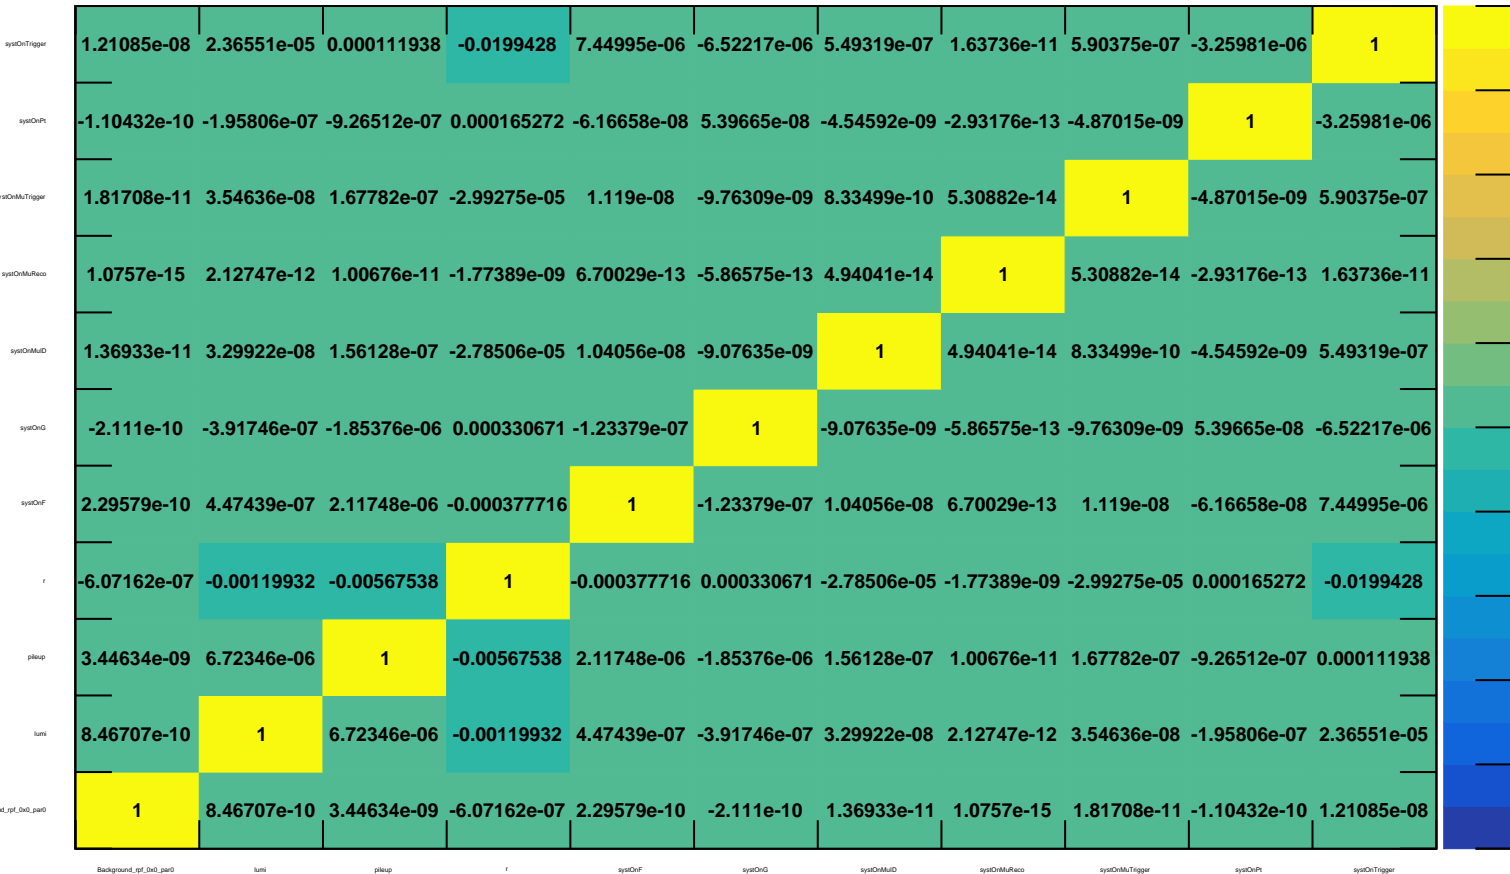 systOnTrigger 1.21085e-08 2.36551e-05 0.000111938 -0.0199428 7.44995e-06 -6.52217e-06 5.49319e-07 1.63736e-11 5.90375e-07 -3.25981e-06 1
systOnPt -1.10432e-10 -1.95806e-07 -9.26512e-07 0.000165272 -6.16658e-08 5.39665e-08 -4.54592e-09 -2.93176e-13 -4.87015e-09 1 -3.25981e-06
stOnMuTrigger 1.81708e-11 3.54636e-08 1.67782e-07 -2.99275e-05 1.119e-08 -9.76309e-09 8.33499e-10 5.30882e-14 1 -4.87015e-09 5.90375e-07
systOnMuReco 1.0757e-15 2.12747e-12 1.00676e-11 -1.77389e-09 6.70029e-13 -5.86575e-13 4.94041e-14 1 5.30882e-14 -2.93176e-13 1.63736e-11
systOnMuID 1.36933e-11 3.29922e-08 1.56128e-07 -2.78506e-05 1.04056e-08 -9.07635e-09 1 4.94041e-14 8.33499e-10 -4.54592e-09 5.49319e-07
systOnG -2.111e-10 -3.91746e-07 -1.85376e-06 0.000330671 -1.23379e-07 1 -9.07635e-09 -5.86575e-13 -9.76309e-09 5.39665e-08 -6.52217e-06
systOnF 2.29579e-10 4.47439e-07 2.11748e-06 -0.000377716 1 -1.23379e-07 1.04056e-08 6.70029e-13 1.119e-08 -6.16658e-08 7.44995e-06
r -6.07162e-07 -0.00119932 -0.00567538 1 -0.000377716 0.000330671 -2.78506e-05 -1.77389e-09 -2.99275e-05 0.000165272 -0.0199428
pileup 3.44634e-09 6.72346e-06 1 -0.00567538 2.11748e-06 -1.85376e-06 1.56128e-07 1.00676e-11 1.67782e-07 -9.26512e-07 0.000111938
lumi 8.46707e-10 1 6.72346e-06 -0.00119932 4.47439e-07 -3.91746e-07 3.29922e-08 2.12747e-12 3.54636e-08 -1.95806e-07 2.36551e-05
d_rpf_0x0_par0 1 8.46707e-10 3.44634e-09 -6.07162e-07 2.29579e-10 -2.111e-10 1.36933e-11 1.0757e-15 1.81708e-11 -1.10432e-10 1.21085e-08
Background_rpf_0x0_par0 lumi pileup r systOnF systOnG systOnMuID systOnMuReco systOnMuTrigger systOnPt systOnTrigger